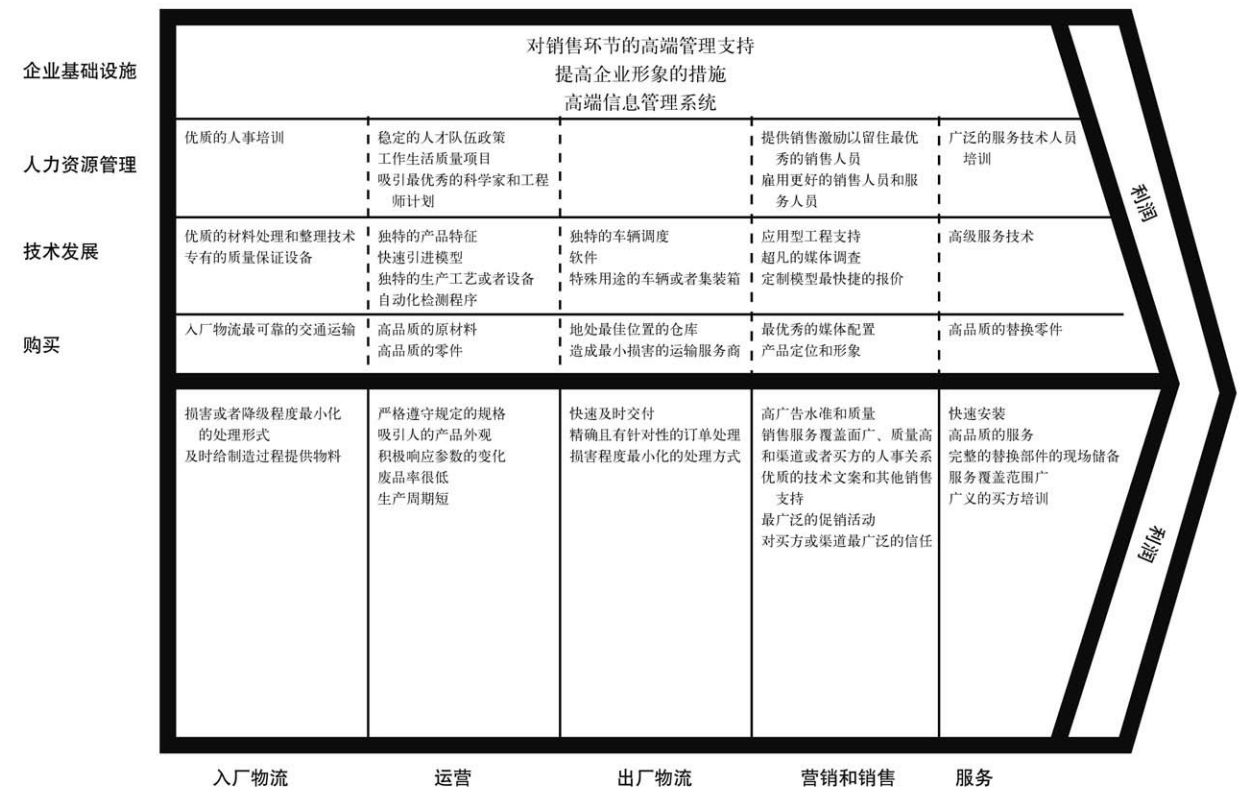 对销售环节的高端管理支持
提高企业形象的措施
高端信息管理系统
企业基础设施
人力资源管理
优质的人事培训
稳定的人才队伍政策
工作生活质量项目
吸引最优秀的科学家和工程
师计划
提供销售激励以留住最优
秀的销售人员
雇用更好的销售人员和服
务人员
广泛的服务技术人员
培训
利润
技术发展
优质的材料处理和整理技术
专有的质量保证设备
独特的产品特征
快速引进模型
独特的生产工艺或者设备
自动化检测程序
独特的车辆调度
软件
特殊用途的车辆或者集装箱
应用型工程支持
超凡的媒体调查
定制模型最快捷的报价
高级服务技术
购买
入厂物流最可靠的交通运输
高品质的原材料
高品质的零件
地处最佳位置的仓库
造成最小损害的运输服务商
最优秀的媒体配置
产品定位和形象
高品质的替换零件
损害或者降级程度最小化
的处理形式
及时给制造过程提供物料
严格遵守规定的规格
吸引人的产品外观
积极响应参数的变化
废品率很低
生产周期短
快速及时交付
精确且有针对性的订单处理
损害程度最小化的处理方式
高广告水准和质量
销售服务覆盖面广、质量高
和渠道或者买方的人事关系
优质的技术文案和其他销售
支持
最广泛的促销活动
对买方或渠道最广泛的信任
快速安装
高品质的服务
完整的替换部件的现场储备
服务覆盖范围广
广义的买方培训
利润
入厂物流
运营
出厂物流
营销和销售
服务